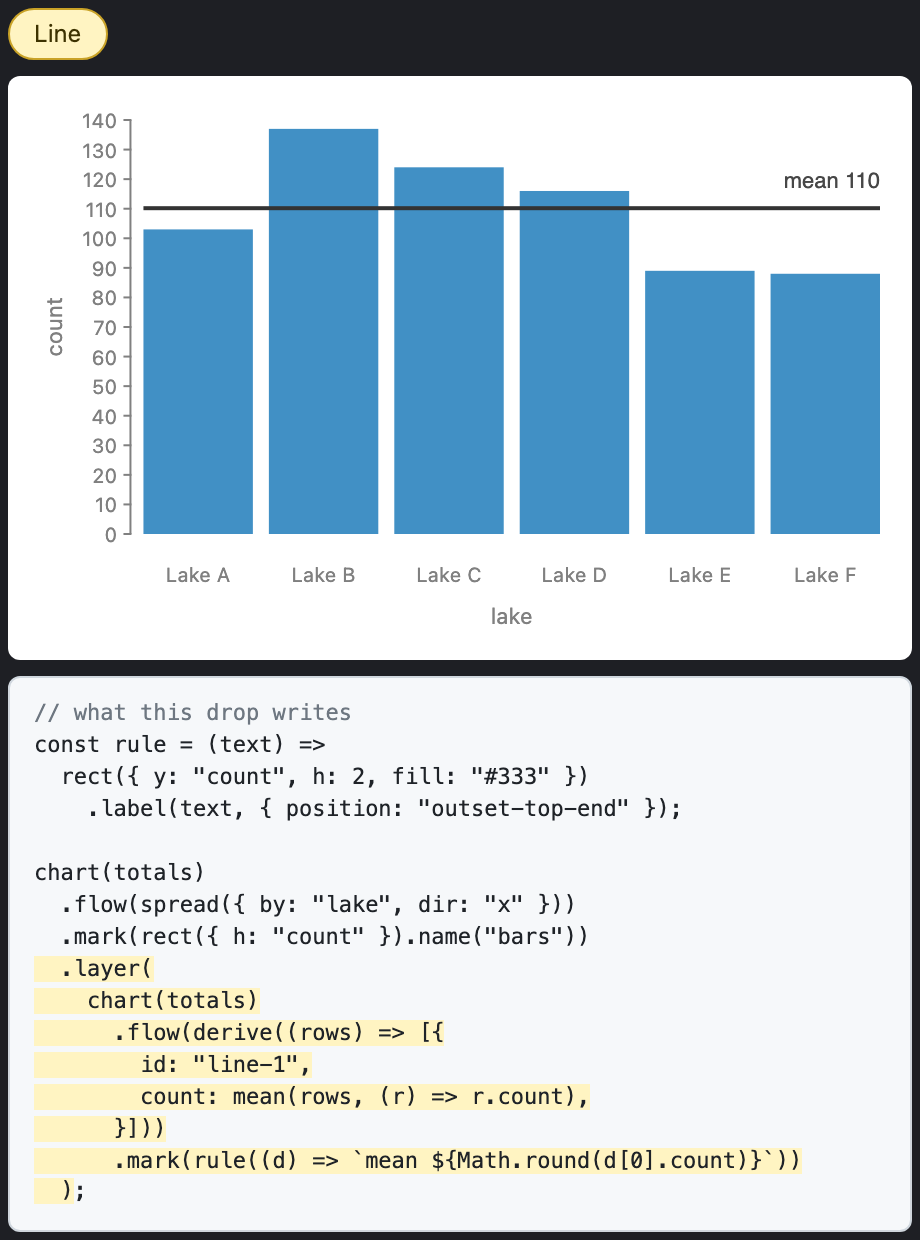 Line
140
130
120
110
100
90
80
70
60
50
40
30
20
10
0
count
mean 110
Lake A
Lake B
Lake C
Lake D
Lake E
Lake F
lake
// what this drop writes
const rule = (text) =>
  rect({ y: "count", h: 2, fill: "#333" })
    .label(text, { position: "outset-top-end" });

chart(totals)
  .flow(spread({ by: "lake", dir: "x" }))
  .mark(rect({ h: "count" }).name("bars"))
  .layer(
    chart(totals)
      .flow(derive((rows) => [{
        id: "line-1",
        count: mean(rows, (r) => r.count),
      }]))
      .mark(rule((d) => `mean ${Math.round(d[0].count)}`))
  );